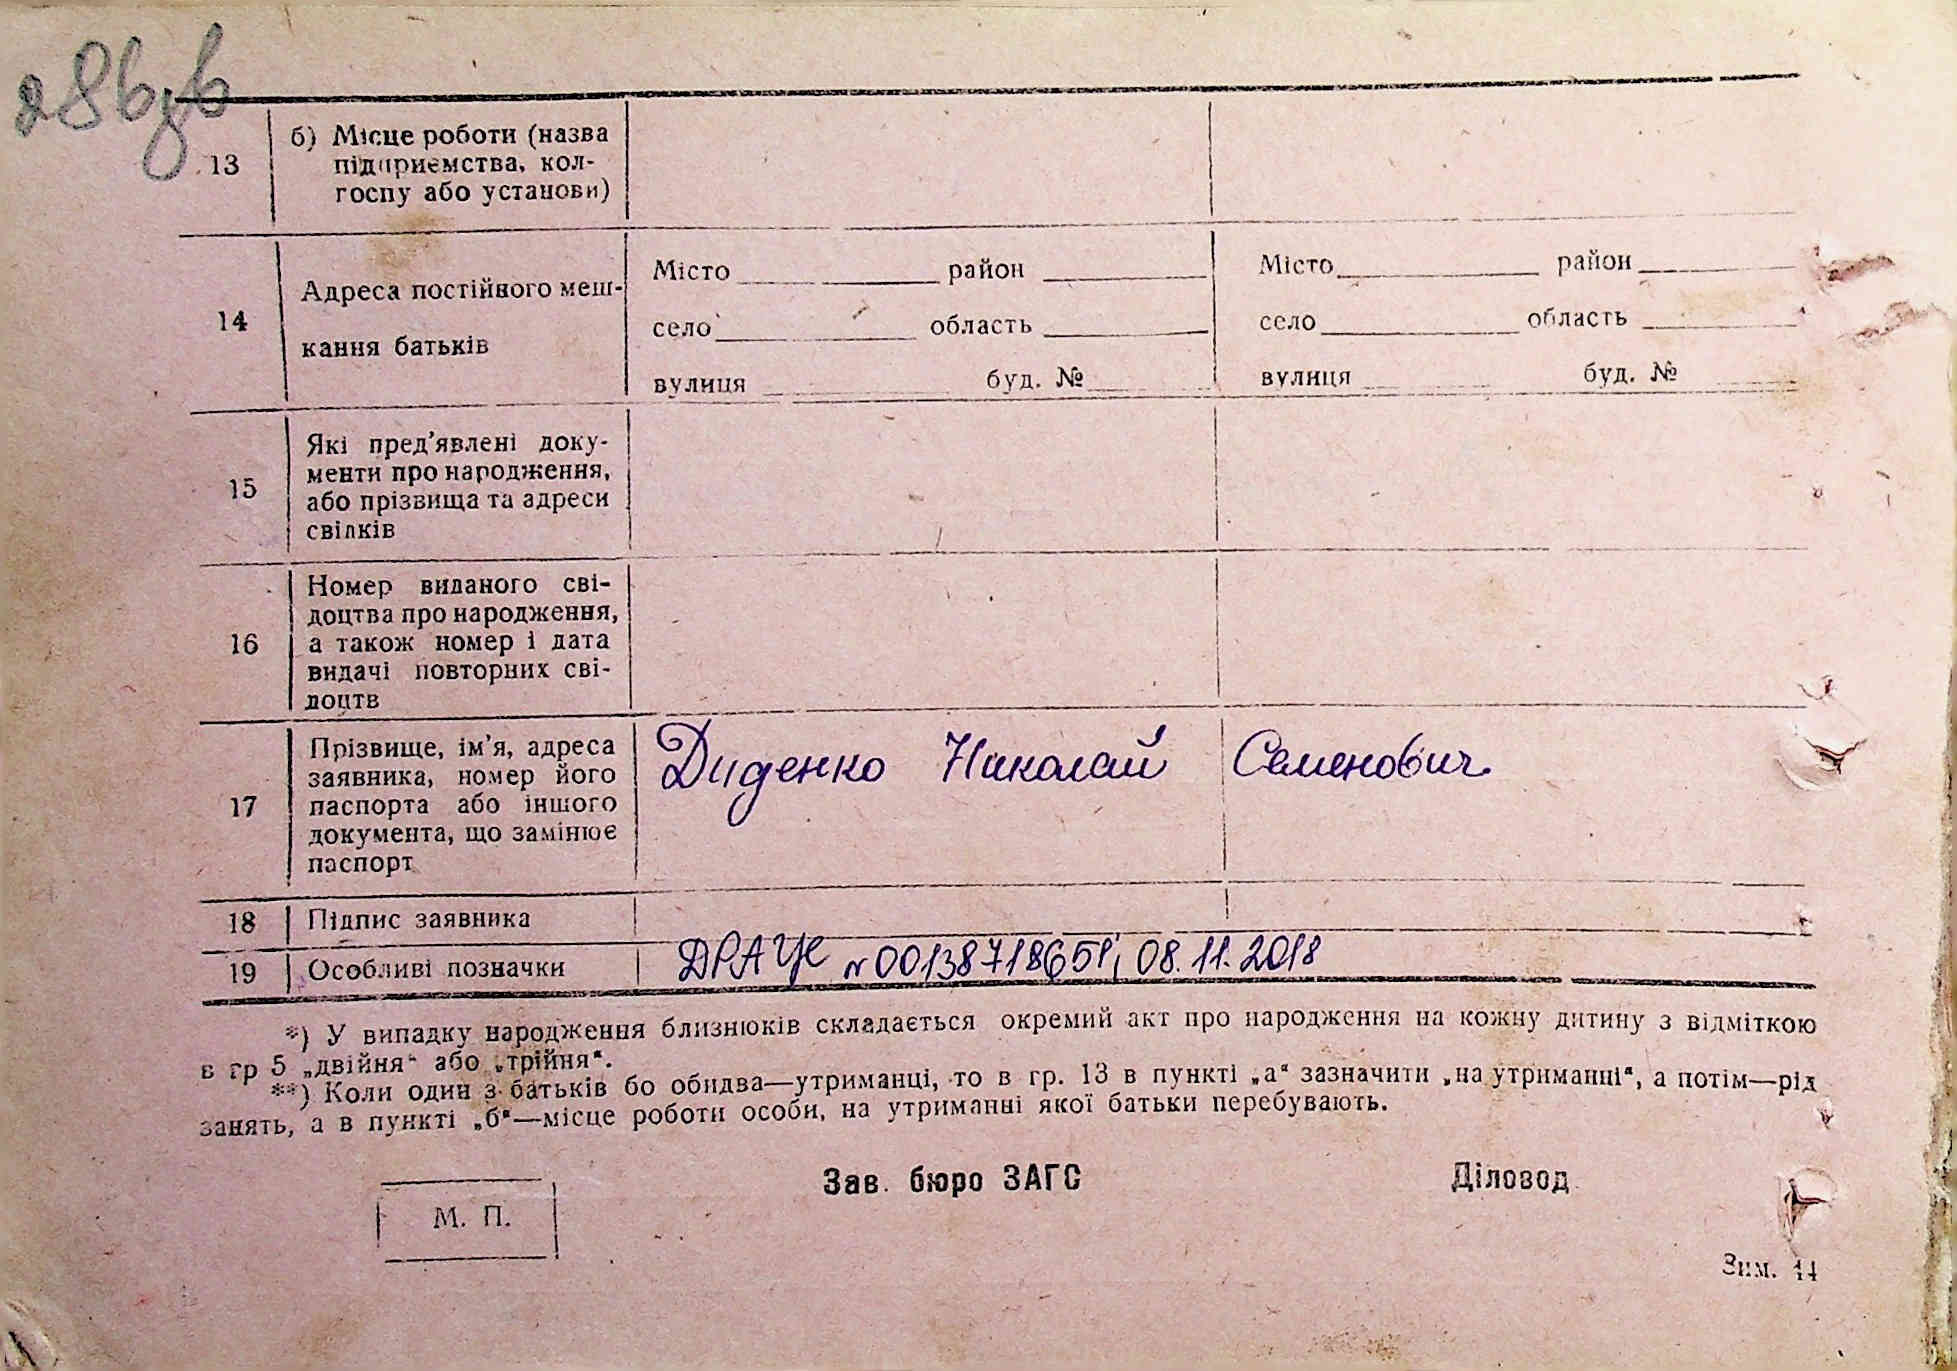 286зв
13 б) Місце роботи (назва
підприємства, кол-
госпу або установи)
14 Адреса постійного меш-
кання батьків
Місто район
село область
вулиця буд. №
Місто район
село область
вулиця буд. №
15 Які пред'явлені доку-
менти про народження,
або прізвища та адреси
свідків
16 Номер виданого сві-
доцтва про народження,
а також номер і дата
видачі повторних сві-
доцтв
17 Прізвище, ім'я, адреса
заявника, номер його
паспорта або іншого
документа, що замінює
паспорт
Диденко Николай Семенович
18 Підпис заявника
19 Особливі позначки
ДРАЦС №00138718651, 08.11.2018
*) У випадку народження близнюків складається окремий акт про народження на кожну дитину з відміткою
в гр 5 „двійня“ або „трійня“.
**) Коли один з батьків бо обидва—утриманці, то в гр. 13 в пункті „а“ зазначити „на утриманні“, а потім—рід
занять, а в пункті „б“—місце роботи особи, на утриманні якої батьки перебувають.
Зав. бюро ЗАГС Діловод
М. П.
Зим. 44